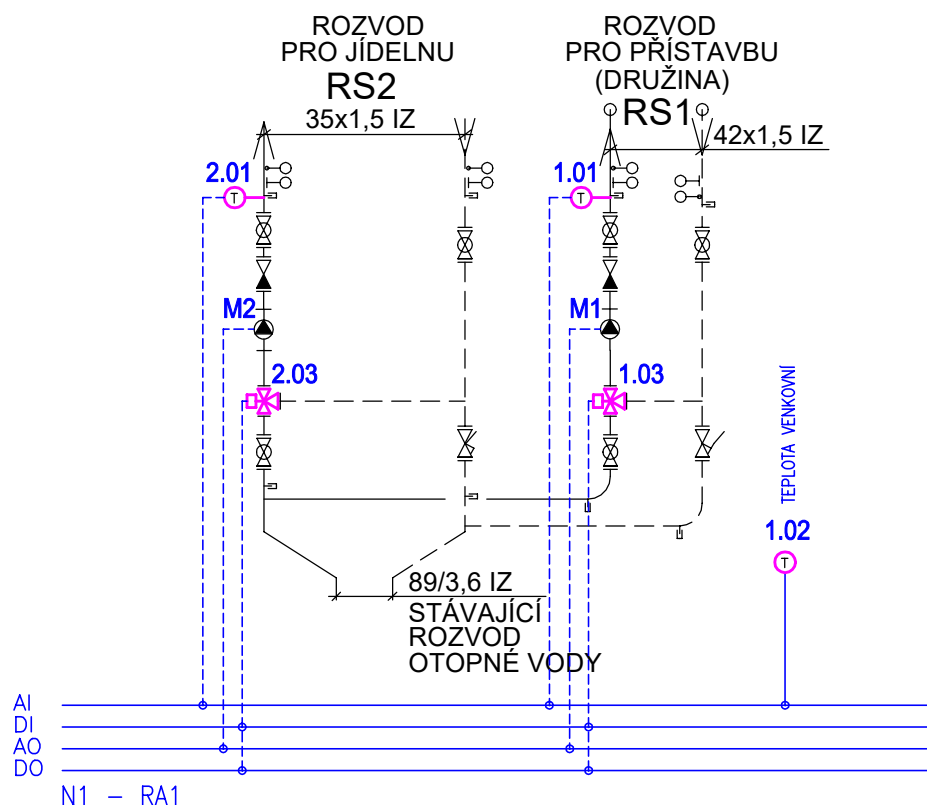 ROZVOD
PRO JÍDELNU
RS2
35x1,5 IZ
ROZVOD
PRO PŘÍSTAVBU
(DRUŽINA)
RS1
42x1,5 IZ
2.01
T
1.01
T
M2
M1
2.03
1.03
TEPLOTA VENKOVNÍ
1.02
T
89/3,6 IZ
STÁVAJÍCÍ
ROZVOD
OTOPNÉ VODY
AI
DI
AO
DO
N1 – RA1